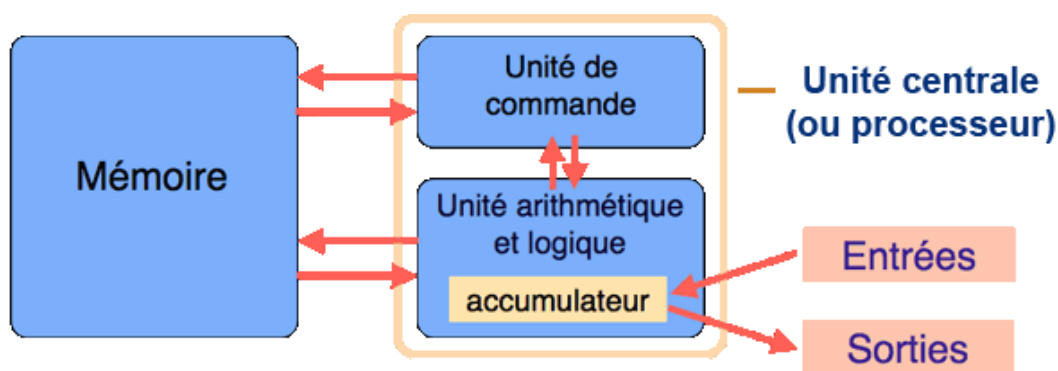 Mémoire
Unité de
commande
Unité arithmétique
et logique
accumulateur
Unité centrale
(ou processeur)
Entrées
Sorties